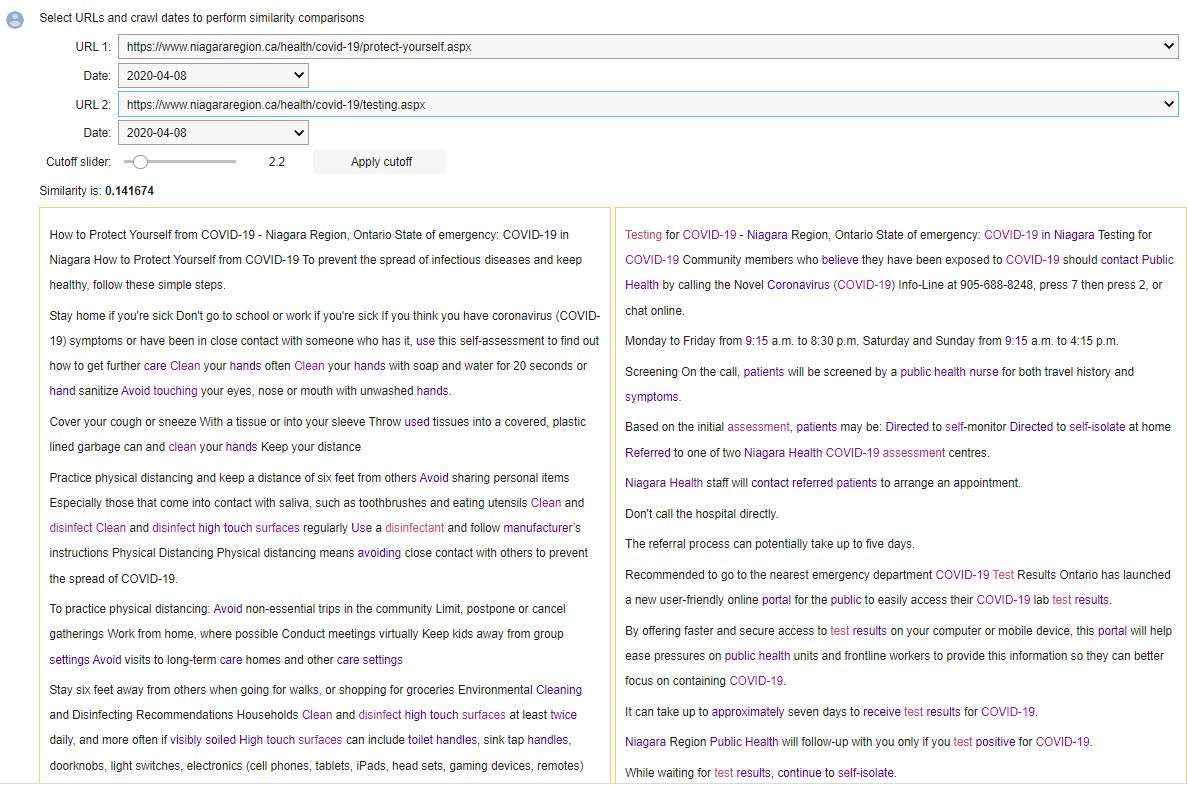 Select URLs and crawl dates to perform similarity comparisons
URL 1: https://www.niagararegion.ca/health/covid-19/protect-yourself.aspx
Date: 2020-04-08
URL 2: https://www.niagararegion.ca/health/covid-19/testing.aspx
Date: 2020-04-08
Cutoff slider: 2.2 Apply cutoff
Similarity is: 0.141674
How to Protect Yourself from COVID-19 - Niagara Region, Ontario State of emergency: COVID-19 in
Niagara How to Protect Yourself from COVID-19 To prevent the spread of infectious diseases and keep
healthy, follow these simple steps.
Stay home if you're sick Don't go to school or work if you're sick If you think you have coronavirus (COVID-
19) symptoms or have been in close contact with someone who has it, use this self-assessment to find out
how to get further care Clean your hands often Clean your hands with soap and water for 20 seconds or
hand sanitize Avoid touching your eyes, nose or mouth with unwashed hands.
Cover your cough or sneeze With a tissue or into your sleeve Throw used tissues into a covered, plastic
lined garbage can and clean your hands Keep your distance
Practice physical distancing and keep a distance of six feet from others Avoid sharing personal items
Especially those that come into contact with saliva, such as toothbrushes and eating utensils Clean and
disinfect Clean and disinfect high touch surfaces regularly Use a disinfectant and follow manufacturer's
instructions Physical Distancing Physical distancing means avoiding close contact with others to prevent
the spread of COVID-19.
To practice physical distancing: Avoid non-essential trips in the community Limit, postpone or cancel
gatherings Work from home, where possible Conduct meetings virtually Keep kids away from group
settings Avoid visits to long-term care homes and other care settings
Stay six feet away from others when going for walks, or shopping for groceries Environmental Cleaning
and Disinfecting Recommendations Households Clean and disinfect high touch surfaces at least twice
daily, and more often if visibly soiled High touch surfaces can include toilet handles, sink tap handles,
doorknobs, light switches, electronics (cell phones, tablets, iPads, head sets, gaming devices, remotes)
Testing for COVID-19 - Niagara Region, Ontario State of emergency: COVID-19 in Niagara Testing for
COVID-19 Community members who believe they have been exposed to COVID-19 should contact Public
Health by calling the Novel Coronavirus (COVID-19) Info-Line at 905-688-8248, press 7 then press 2, or
chat online.
Monday to Friday from 9:15 a.m. to 8:30 p.m. Saturday and Sunday from 9:15 a.m. to 4:15 p.m.
Screening On the call, patients will be screened by a public health nurse for both travel history and
symptoms.
Based on the initial assessment, patients may be: Directed to self-monitor Directed to self-isolate at home
Referred to one of two Niagara Health COVID-19 assessment centres.
Niagara Health staff will contact referred patients to arrange an appointment.
Don't call the hospital directly.
The referral process can potentially take up to five days.
Recommended to go to the nearest emergency department COVID-19 Test Results Ontario has launched
a new user-friendly online portal for the public to easily access their COVID-19 lab test results.
By offering faster and secure access to test results on your computer or mobile device, this portal will help
ease pressures on public health units and frontline workers to provide this information so they can better
focus on containing COVID-19.
It can take up to approximately seven days to receive test results for COVID-19.
Niagara Region Public Health will follow-up with you only if you test positive for COVID-19.
While waiting for test results, continue to self-isolate.